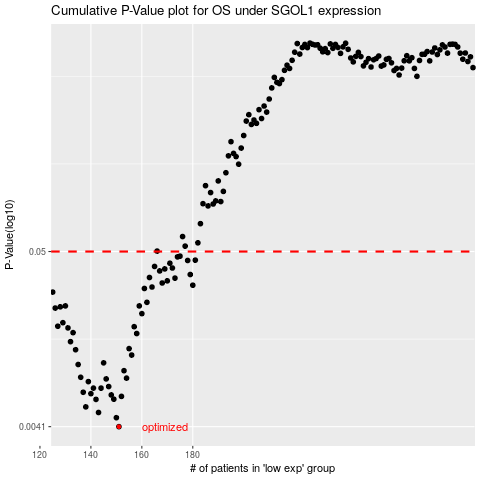 Cumulative P-Value plot for OS under SGOL1 expression
P-Value(log10)
0.05
0.0041
optimized
120
140
160
180
# of patients in 'low exp' group